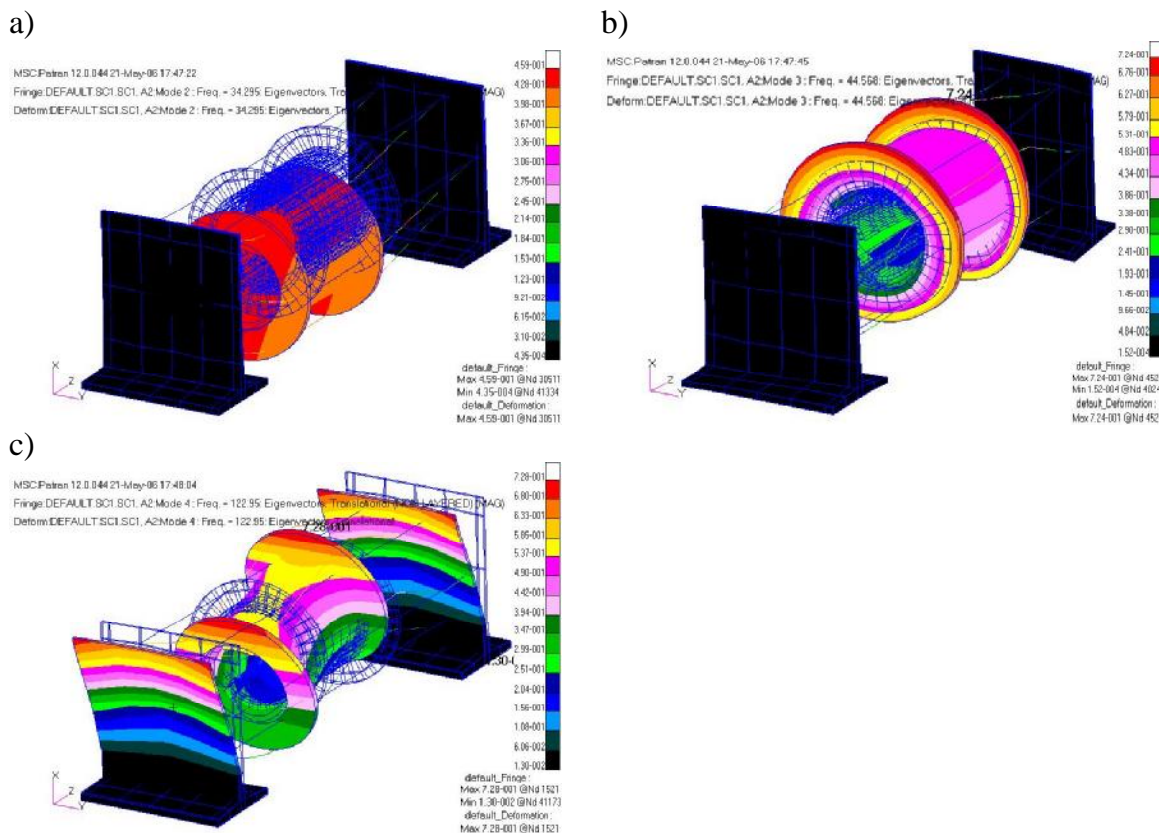 a)
MSC.Patran 12.0.044 21-May-06 17:47:22
Fringe:DEFAULT.SC1.SC1, A2:Mode 2 : Freq. = 34.295: Eigenvectors, Tra MAG)
Deform:DEFAULT.SC1.SC1, A2:Mode 2 : Freq. = 34.295: Eigenvectors, Tra
4.59-001
4.28-001
3.98-001
3.67-001
3.36-001
3.06-001
2.75-001
2.45-001
2.14-001
1.84-001
1.53-001
1.23-001
9.21-002
6.15-002
3.10-002
4.35-004
default_Fringe :
Max 4.59-001 @Nd 30511
Min 4.35-004 @Nd 41334
default_Deformation :
Max 4.59-001 @Nd 30511
X
Z
Y
b)
MSC.Patran 12.0.044 21-May-06 17:47:45
Fringe:DEFAULT.SC1.SC1, A2:Mode 3 : Freq. = 44.568: Eigenvectors, Tra MAG)
Deform:DEFAULT.SC1.SC1, A2:Mode 3 : Freq. = 44.568: Eigenvec
7.24
7.24-001
6.76-001
6.27-001
5.79-001
5.31-001
4.83-001
4.34-001
3.86-001
3.38-001
2.90-001
2.41-001
1.93-001
1.45-001
9.66-002
4.84-002
1.52-004
default_Fringe :
Max 7.24-001 @Nd 452
Min 1.52-004 @Nd 4024
default_Deformation :
Max 7.24-001 @Nd 452
X
Z
Y
c)
MSC.Patran 12.0.044 21-May-06 17:48:04
Fringe:DEFAULT.SC1.SC1, A2:Mode 4 : Freq. = 122.95: Eigenvectors, Translational (NON-LAYERED) (MAG)
Deform:DEFAULT.SC1.SC1, A2:Mode 4 : Freq. = 122.95: Eigenvectors, Translational
7.28-001
7.28-001
6.80-001
6.33-001
5.85-001
5.37-001
4.90-001
4.42-001
3.94-001
3.47-001
2.99-001
2.51-001
2.04-001
1.56-001
1.08-001
6.06-002
1.30-002
default_Fringe :
Max 7.28-001 @Nd 1521
Min 1.30-002 @Nd 41173
default_Deformation :
Max 7.28-001 @Nd 1521
X
Z
Y